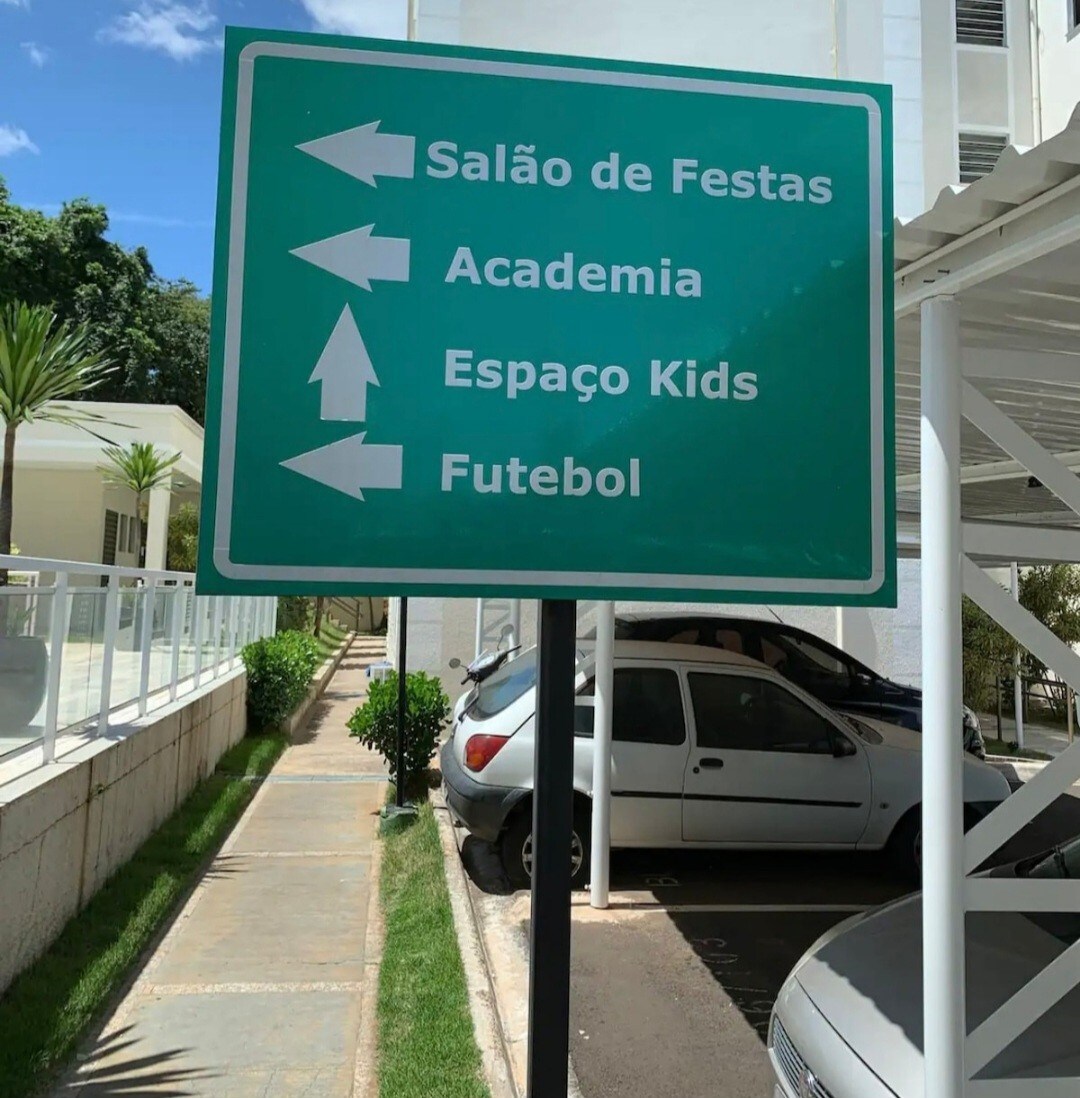 Salão de Festas
Academia
Espaço Kids
Futebol